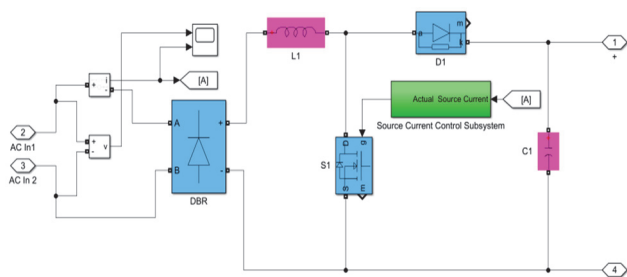 L1
m
a
k
D1
1
+
i
+
-
[A]
Actual Source Current
[A]
Source Current Control Subsystem
2
AC In1
+
-
v
A
+
B
-
DBR
3
AC In 2
S1
D
g
S
m
C1
4